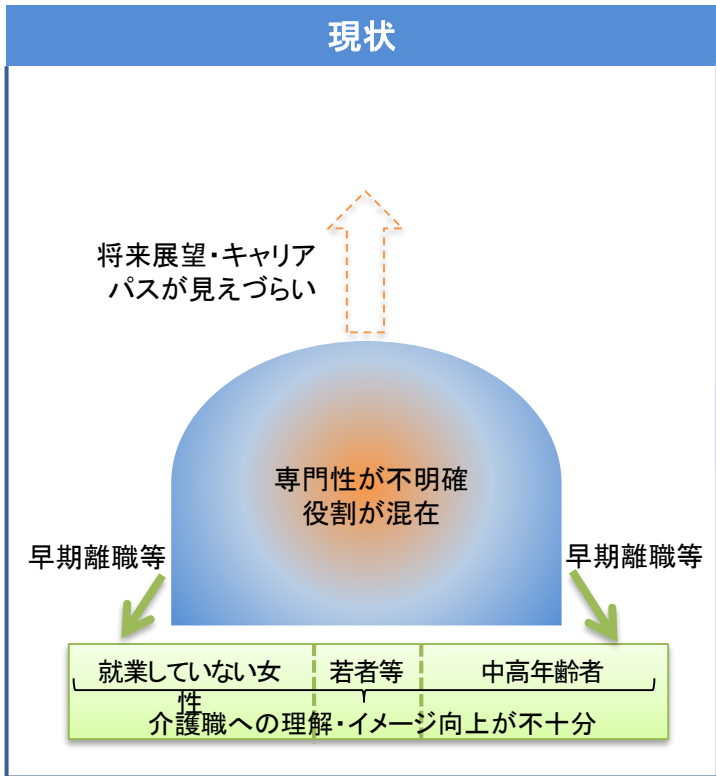 現状
将来展望・キャリア
パスが見えづらい
専門性が不明確
役割が混在
早期離職等
早期離職等
就業していない女
性
若者等
中高年齢者
介護職への理解・イメージ向上が不十分